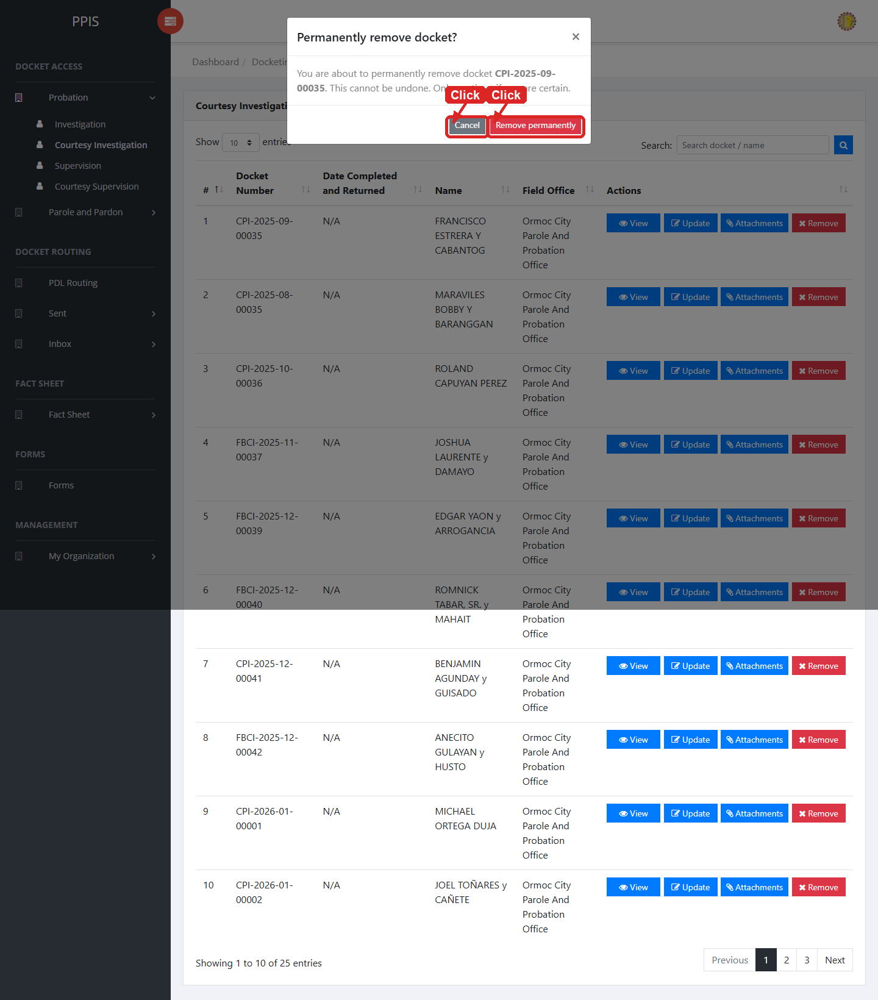 PPIS
DOCKET ACCESS
Probation
Investigation
Courtesy Investigation
Supervision
Courtesy Supervision
Parole and Pardon
DOCKET ROUTING
PDL Routing
Sent
Inbox
FACT SHEET
Fact Sheet
FORMS
Forms
MANAGEMENT
My Organization
Dashboard /
Permanently remove docket? ×
You are about to permanently remove docket CPI-2025-09-
00035. This cannot be undone. are certain.
Click Click
Cancel Remove permanently
Courtesy
Show 10 entries
Search: Search docket / name
# Docket Number Date Completed and Returned Name Field Office Actions
1 CPI-2025-09- N/A FRANCISCO Ormoc City View Update Attachments Remove
00035 ESTRERA Y Parole And
CABANTOG Probation
Office
2 CPI-2025-08- N/A MARAVILES Ormoc City View Update Attachments Remove
00035 BOBBY Y Parole And
BARANGGAN Probation
Office
3 CPI-2025-10- N/A ROLAND Ormoc City View Update Attachments Remove
00036 CAPUYAN PEREZ Parole And
Probation
Office
4 FBCI-2025-11- N/A JOSHUA Ormoc City View Update Attachments Remove
00037 LAURENTE y Parole And
DAMAYO Probation
Office
5 FBCI-2025-12- N/A EDGAR YAON y Ormoc City View Update Attachments Remove
00039 ARROGANCIA Parole And
Probation
Office
6 FBCI-2025-12- N/A ROMNICK Ormoc City View Update Attachments Remove
00040 TABAR, SR. y Parole And
MAHAIT Probation
Office
7 CPI-2025-12- N/A BENJAMIN Ormoc City View Update Attachments Remove
00041 AGUNDAY y Parole And
GUISADO Probation
Office
8 FBCI-2025-12- N/A ANECITO Ormoc City View Update Attachments Remove
00042 GULAYAN y Parole And
HUSTO Probation
Office
9 CPI-2026-01- N/A MICHAEL Ormoc City View Update Attachments Remove
00001 ORTEGA DUJA Parole And
Probation
Office
10 CPI-2026-01- N/A JOEL TOÑARES y Ormoc City View Update Attachments Remove
00002 CAÑETE Parole And
Probation
Office
Showing 1 to 10 of 25 entries
Previous 1 2 3 Next